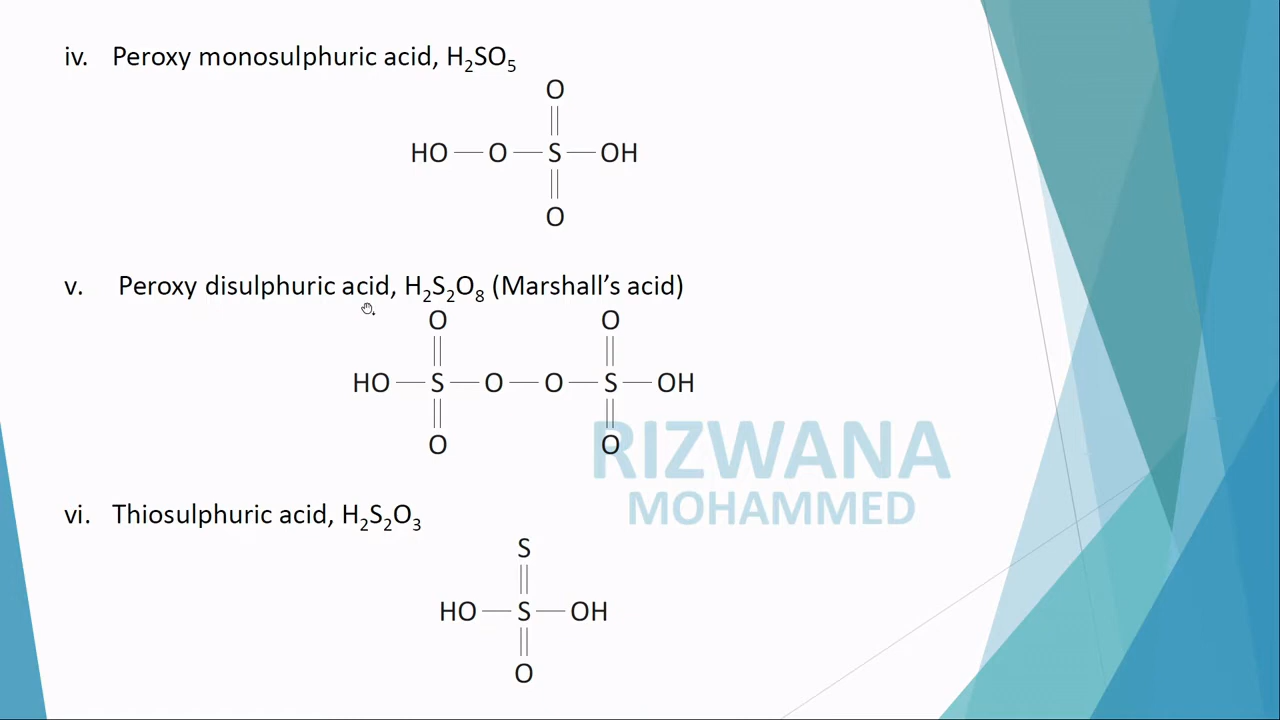 iv. Peroxy monosulphuric acid, H₂SO₅
O
HO O S OH
O
v. Peroxy disulphuric acid, H₂S₂O₈ (Marshall’s acid)
O O
HO S O O S OH
O O
RIZWANA
MOHAMMED
vi. Thiosulphuric acid, H₂S₂O₃
S
HO S OH
O